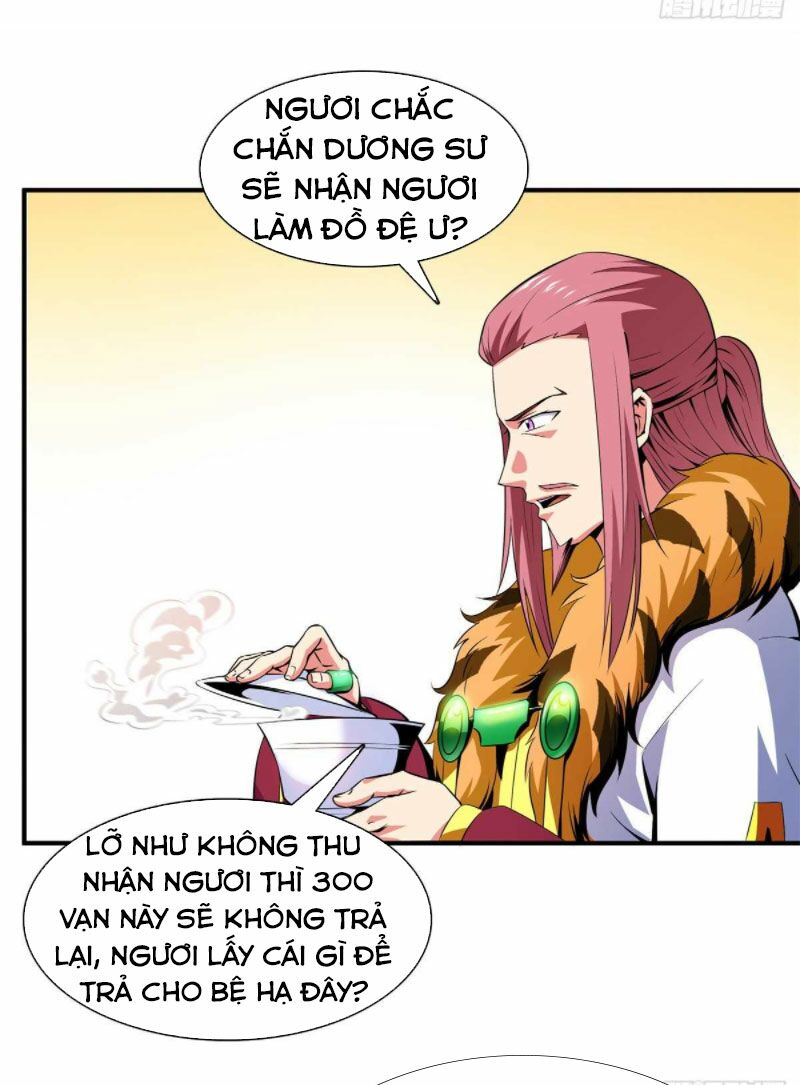 NGƯƠI CHẮC
CHẮN DƯƠNG SƯ
SẼ NHẬN NGƯƠI
LÀM ĐỒ ĐỆ Ư?
LỠ NHƯ KHÔNG THU
NHẬN NGƯƠI THÌ 300
VẠN NÀY SẼ KHÔNG TRẢ
LẠI, NGƯƠI LẤY CÁI GÌ ĐỂ
TRẢ CHO BỆ HẠ ĐÂY?